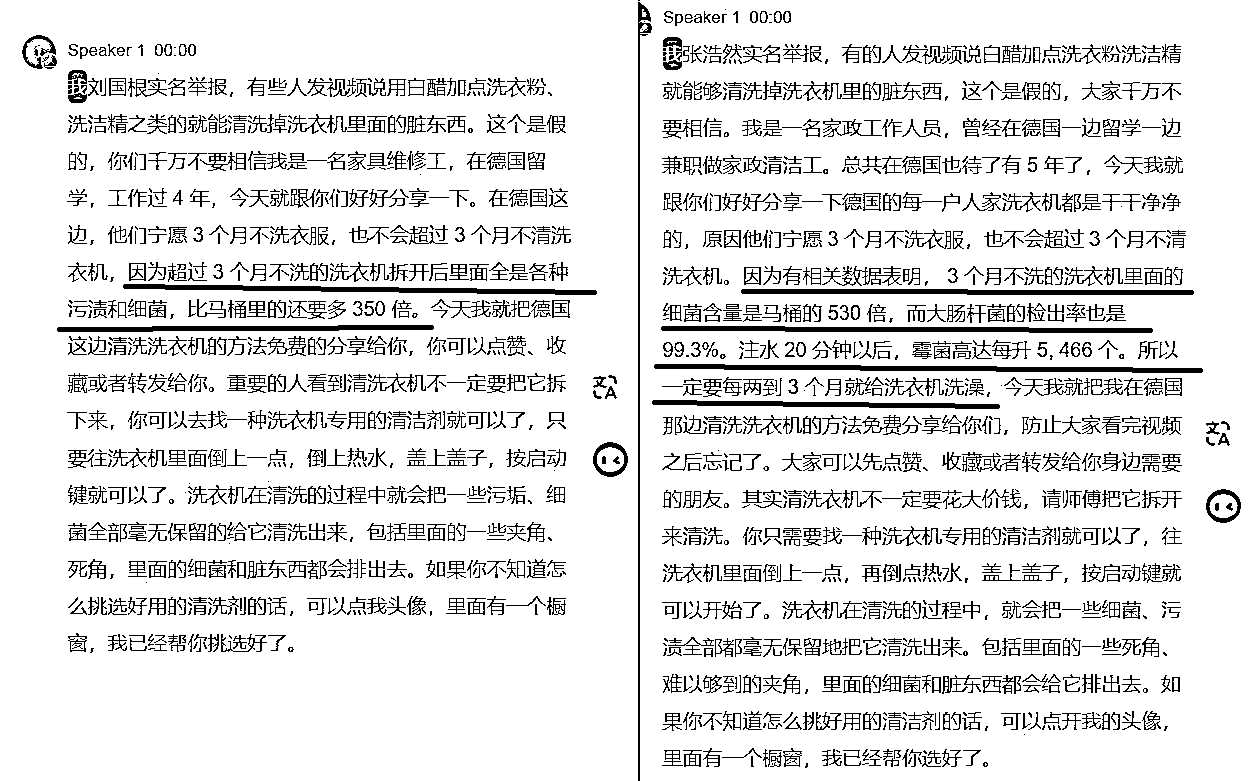 Speaker 1 00:00
我刘国根实名举报，有些人发视频说用白醋加点洗衣粉、
洗洁精之类的就能清洗掉洗衣机里面的脏东西。这个是假
的，你们千万不要相信我是一名家具维修工，在德国留
学，工作过 4 年，今天就跟你们好好分享一下。在德国这
边，他们宁愿 3 个月不洗衣服，也不会超过 3 个月不清洗
衣机，因为超过 3 个月不洗的洗衣机拆开后里面全是各种
污渍和细菌，比马桶里的还要多 350 倍。今天我就把德国
这边清洗洗衣机的方法免费的分享给你，你可以点赞、收
藏或者转发给你。重要的人看到清洗衣机不一定要把它拆
下来，你可以去找一种洗衣机专用的清洁剂就可以了，只
要往洗衣机里面倒上一点，倒上热水，盖上盖子，按启动
键就可以了。洗衣机在清洗的过程中就会把一些污垢、细
菌全部毫无保留的给它清洗出来，包括里面的一些夹角、
死角，里面的细菌和脏东西都会排出去。如果你不知道怎
么挑选好用的清洗剂的话，可以点我头像，里面有一个橱
窗，我已经帮你挑选好了。
Speaker 1 00:00
我张浩然实名举报，有的人发视频说白醋加点洗衣粉洗洁精
就能够清洗掉洗衣机里的脏东西，这个是假的，大家千万不
要相信。我是一名家政工作人员，曾经在德国一边留学一边
兼职做家政清洁工。总共在德国也待了有 5 年了，今天我就
跟你们好好分享一下德国的每一户人家洗衣机都是干干净净
的，原因他们宁愿 3 个月不洗衣服，也不会超过 3 个月不清
洗衣机。因为有相关数据表明， 3 个月不洗的洗衣机里面的
细菌含量是马桶的 530 倍，而大肠杆菌的检出率也是
99.3%。注水 20 分钟以后，霉菌高达每升 5, 466 个。所以
一定要每两到 3 个月就给洗衣机洗澡，今天我就把我在德国
那边清洗洗衣机的方法免费分享给你们，防止大家看完视频
之后忘记了。大家可以先点赞、收藏或者转发给你身边需要
的朋友。其实清洗衣机不一定要花大价钱，请师傅把它拆开
来清洗。你只需要找一种洗衣机专用的清洁剂就可以了，往
洗衣机里面倒上一点，再倒点热水，盖上盖子，按启动键就
可以开始了。洗衣机在清洗的过程中，就会把一些细菌、污
渍全部都毫无保留地把它清洗出来。包括里面的一些死角、
难以够到的夹角，里面的细菌和脏东西都会给它排出去。如
果你不知道怎么挑好用的清洁剂的话，可以点开我的头像，
里面有一个橱窗，我已经帮你选好了。